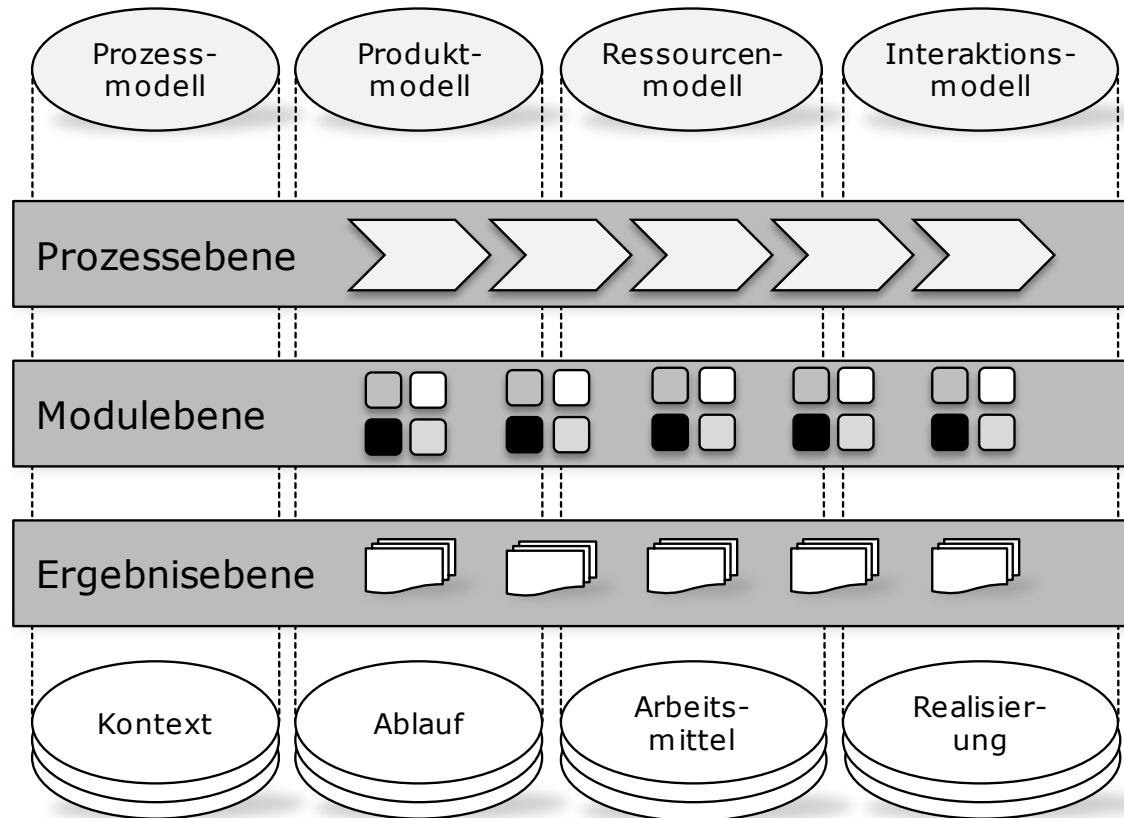 Prozess-
modell
Produkt-
modell
Ressourcen-
modell
Interaktions-
modell
Prozessebene
Modulebene
Ergebnisebene
Kontext
Ablauf
Arbeits-
mittel
Realisier-
ung